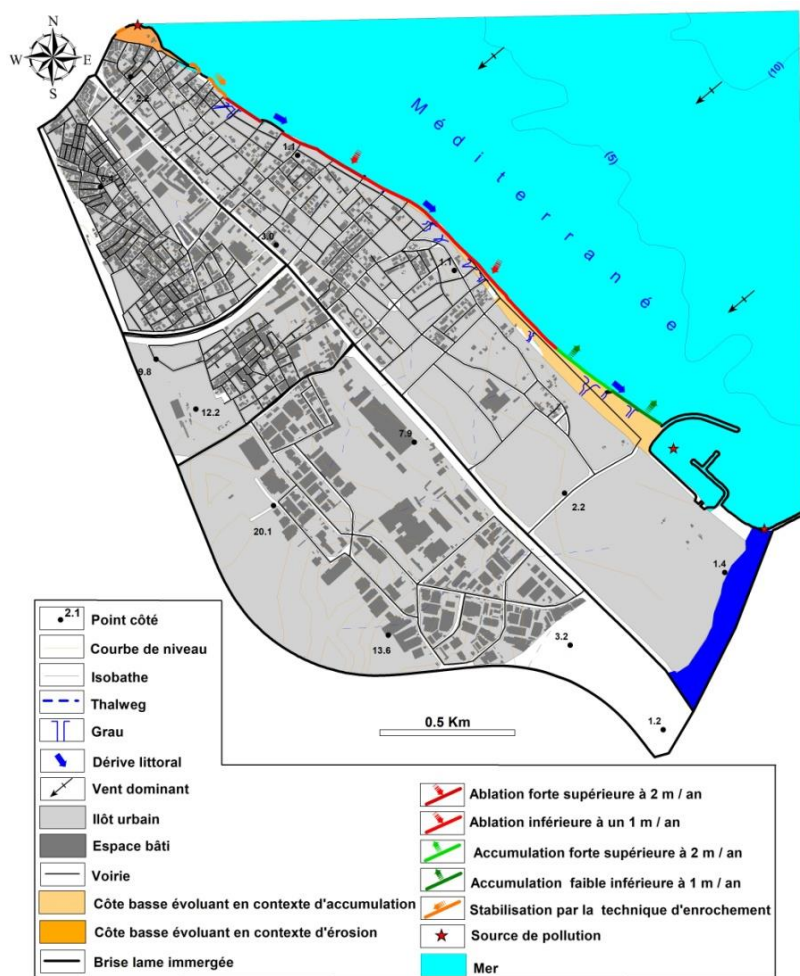 N
W
E
S
(10)
(5)
Méditerranée
2.2
1.1
3.0
1.1
9.8
12.2
7.9
2.2
20.1
1.4
13.6
3.2
1.2
0.5 Km
2.1 Point côté
Courbe de niveau
Isobathe
Thalweg
Grau
Dérive littoral
Vent dominant
Ilôt urbain
Espace bâti
Voirie
Côte basse évoluant en contexte d'accumulation
Côte basse évoluant en contexte d'érosion
Brise lame immergée
Ablation forte supérieure à 2 m / an
Ablation inférieure à un 1 m / an
Accumulation forte supérieure à 2 m / an
Accumulation faible inférieure à 1 m / an
Stabilisation par la technique d'enrochement
Source de pollution
Mer